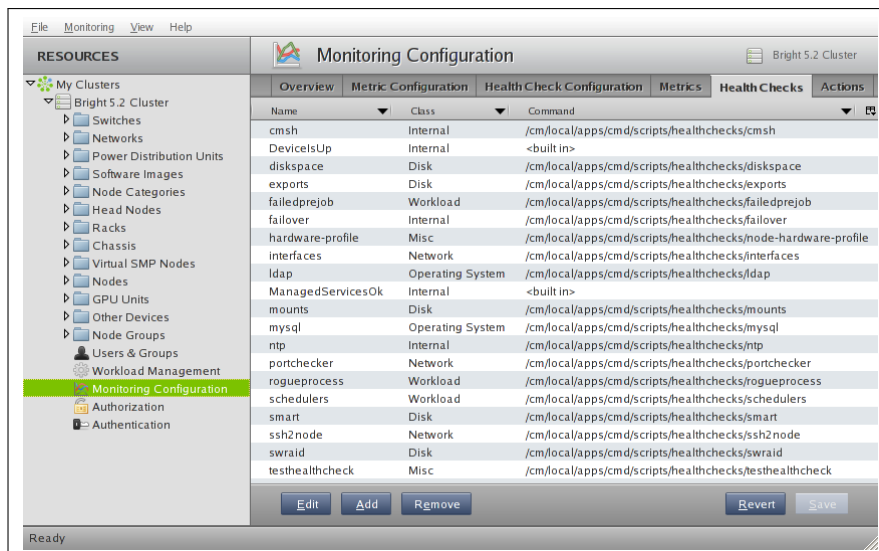 File Monitoring View Help
RESOURCES
My Clusters
Bright 5.2 Cluster
Switches
Networks
Power Distribution Units
Software Images
Node Categories
Head Nodes
Racks
Chassis
Virtual SMP Nodes
Nodes
GPU Units
Other Devices
Node Groups
Users & Groups
Workload Management
Monitoring Configuration
Authorization
Authentication
Monitoring Configuration Bright 5.2 Cluster
Overview Metric Configuration Health Check Configuration Metrics Health Checks Actions
Name Class Command
cmsh Internal /cm/local/apps/cmd/scripts/healthchecks/cmsh
DeviceIsUp Internal <built in>
diskspace Disk /cm/local/apps/cmd/scripts/healthchecks/diskspace
exports Disk /cm/local/apps/cmd/scripts/healthchecks/exports
failedprejob Workload /cm/local/apps/cmd/scripts/healthchecks/failedprejob
failover Internal /cm/local/apps/cmd/scripts/healthchecks/failover
hardware-profile Misc /cm/local/apps/cmd/scripts/healthchecks/node-hardware-profile
interfaces Network /cm/local/apps/cmd/scripts/healthchecks/interfaces
ldap Operating System /cm/local/apps/cmd/scripts/healthchecks/ldap
ManagedServicesOk Internal <built in>
mounts Disk /cm/local/apps/cmd/scripts/healthchecks/mounts
mysql Operating System /cm/local/apps/cmd/scripts/healthchecks/mysql
ntp Internal /cm/local/apps/cmd/scripts/healthchecks/ntp
portchecker Network /cm/local/apps/cmd/scripts/healthchecks/portchecker
rogueprocess Workload /cm/local/apps/cmd/scripts/healthchecks/rogueprocess
schedulers Workload /cm/local/apps/cmd/scripts/healthchecks/schedulers
smart Disk /cm/local/apps/cmd/scripts/healthchecks/smart
ssh2node Network /cm/local/apps/cmd/scripts/healthchecks/ssh2node
swraid Disk /cm/local/apps/cmd/scripts/healthchecks/swraid
testhealthcheck Misc /cm/local/apps/cmd/scripts/healthchecks/testhealthcheck
Edit Add Remove Revert Save
Ready